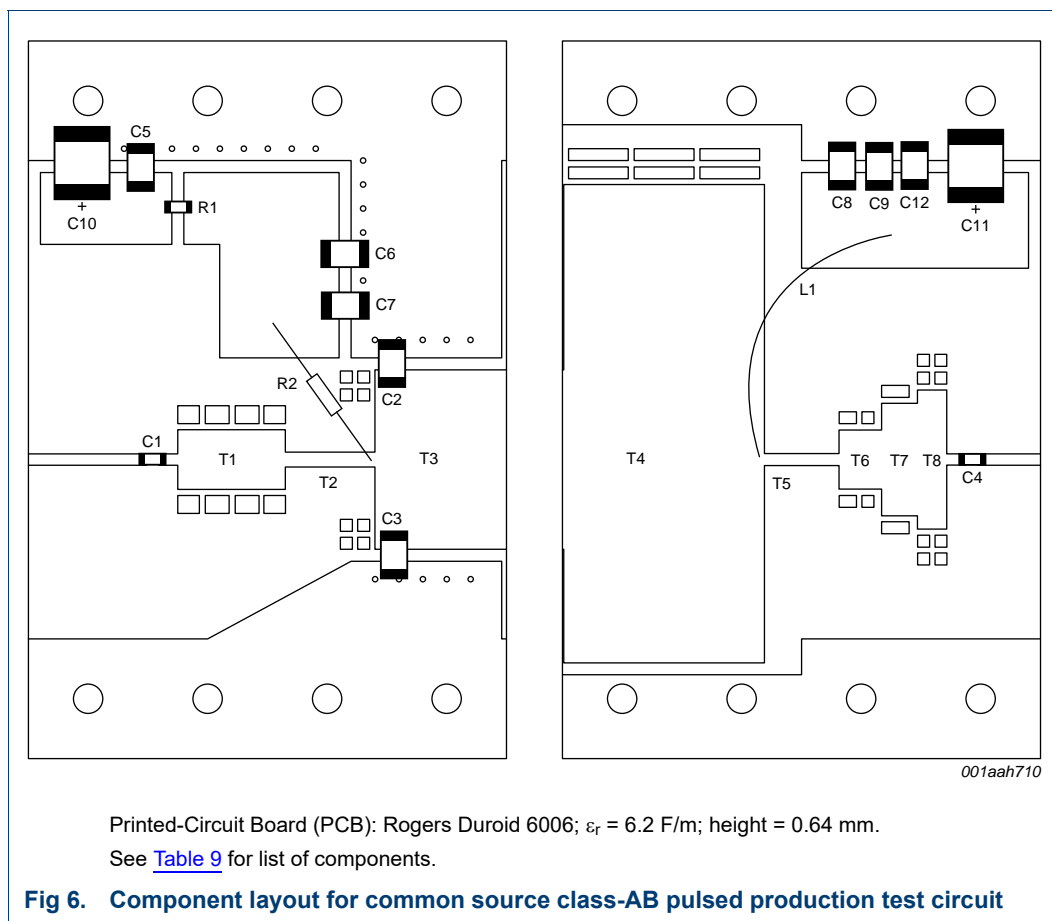 C5
+
C10
R1
C6
C7
R2
C2
C1
T1
T2
T3
C3
C8
C9
C12
+
C11
L1
T4
T5
T6
T7
T8
C4
001aah710
Printed-Circuit Board (PCB): Rogers Duroid 6006; εr = 6.2 F/m; height = 0.64 mm.
See Table 9 for list of components.
Fig 6. Component layout for common source class-AB pulsed production test circuit